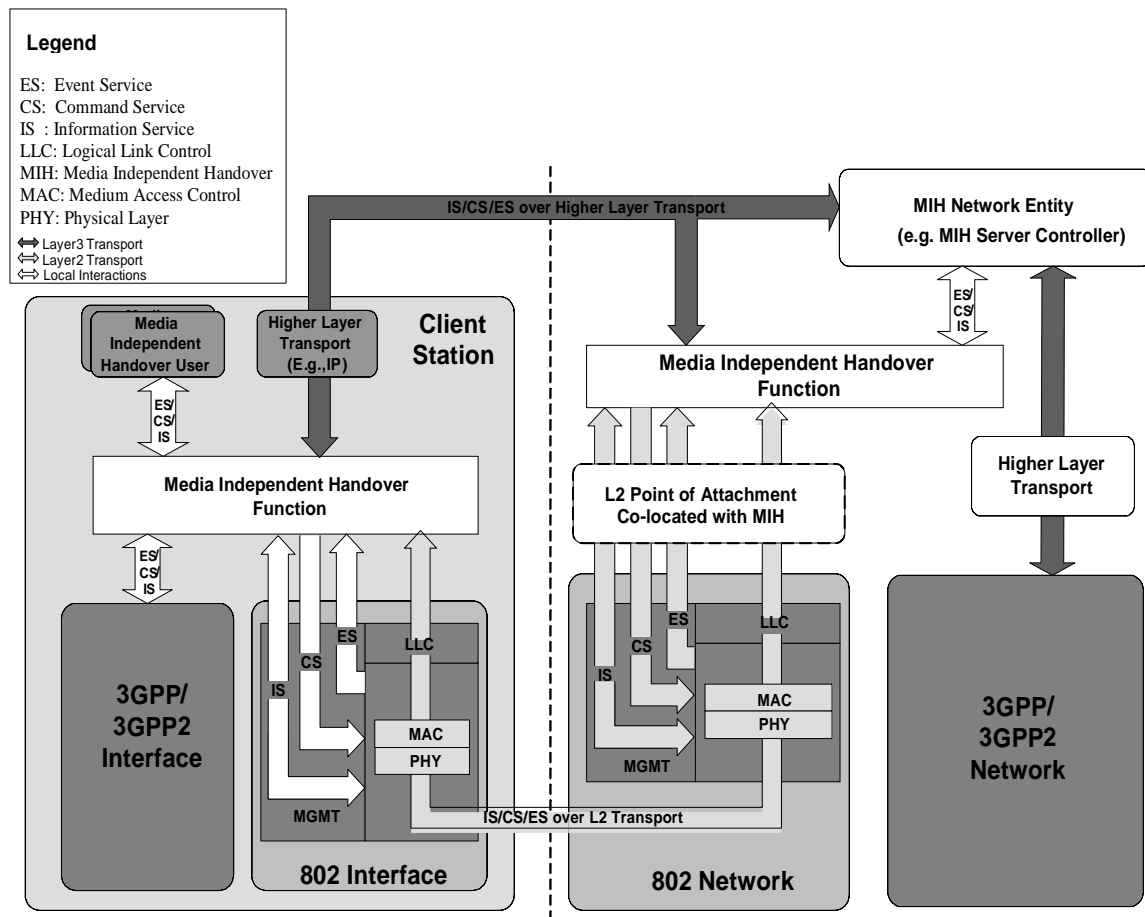 Legend
ES: Event Service
CS: Command Service
IS : Information Service
LLC: Logical Link Control
MIH: Media Independent Handover
MAC: Medium Access Control
PHY: Physical Layer
Layer3 Transport
Layer2 Transport
Local Interactions
IS/CS/ES over Higher Layer Transport
MIH Network Entity
(e.g. MIH Server Controller)
Client
Station
Media
Independent
Handover User
Higher Layer
Transport
(E.g.,IP)
ES/
CS/
IS
Media Independent Handover
Function
ES/
CS/
IS
3GPP/
3GPP2
Interface
IS
CS
ES
LLC
MAC
PHY
MGMT
802 Interface
IS/CS/ES over L2 Transport
ES/
CS/
IS
Media Independent Handover
Function
L2 Point of Attachment
Co-located with MIH
IS
CS
ES
LLC
MAC
PHY
MGMT
802 Network
Higher Layer
Transport
3GPP/
3GPP2
Network